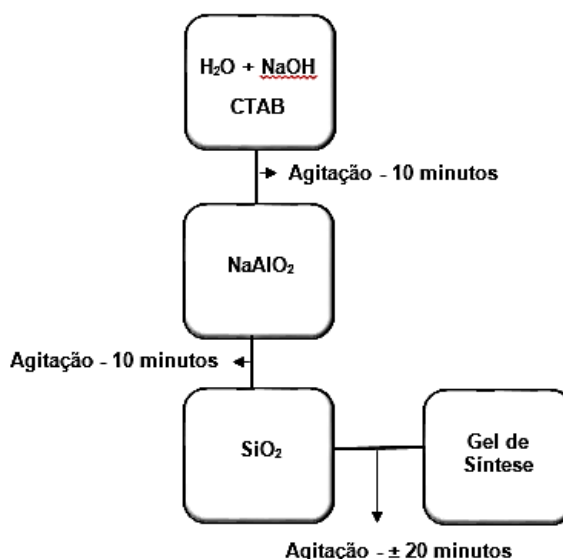 H₂O + NaOH
CTAB
Agitação - 10 minutos
NaAlO₂
Agitação - 10 minutos
SiO₂
Gel de
Síntese
Agitação - ± 20 minutos